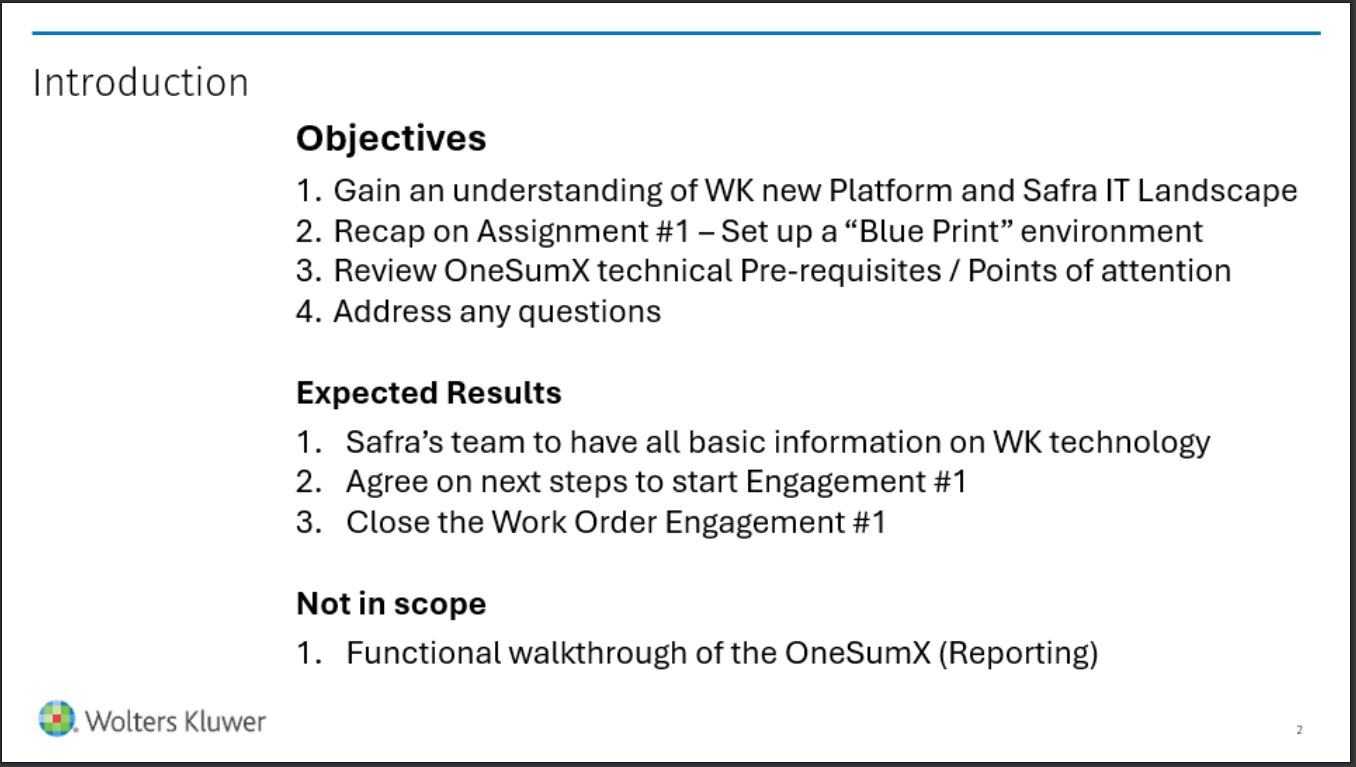 Introduction
Objectives
1. Gain an understanding of WK new Platform and Safra IT Landscape
2. Recap on Assignment #1 – Set up a “Blue Print” environment
3. Review OneSumX technical Pre-requisites / Points of attention
4. Address any questions
Expected Results
1. Safra’s team to have all basic information on WK technology
2. Agree on next steps to start Engagement #1
3. Close the Work Order Engagement #1
Not in scope
1. Functional walkthrough of the OneSumX (Reporting)
Wolters Kluwer
2